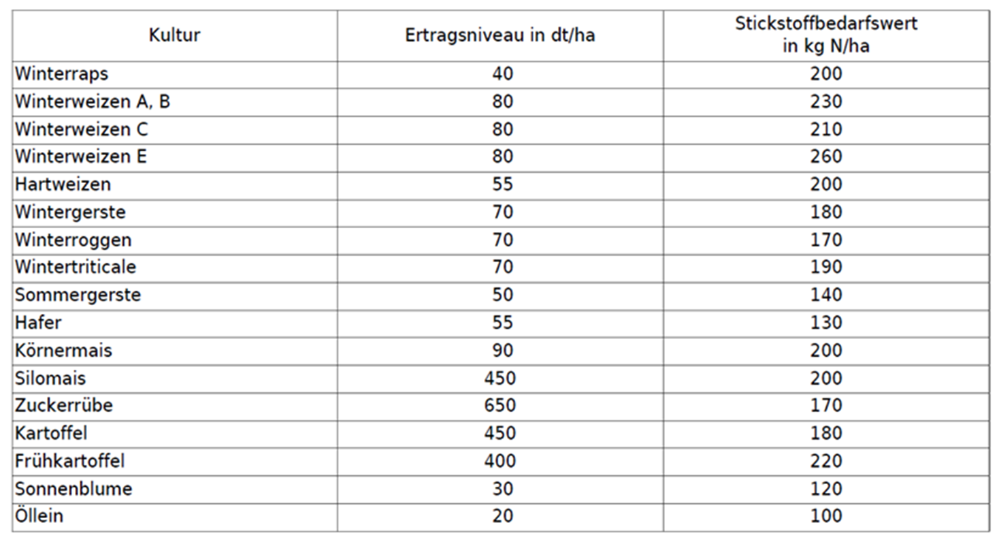 Kultur Ertragsniveau in dt/ha Stickstoffbedarfswert
in kg N/ha
Winterraps 40 200
Winterweizen A, B 80 230
Winterweizen C 80 210
Winterweizen E 80 260
Hartweizen 55 200
Wintergerste 70 180
Winterroggen 70 170
Wintertriticale 70 190
Sommergerste 50 140
Hafer 55 130
Körnermais 90 200
Silomais 450 200
Zuckerrübe 650 170
Kartoffel 450 180
Frühkartoffel 400 220
Sonnenblume 30 120
Öllein 20 100